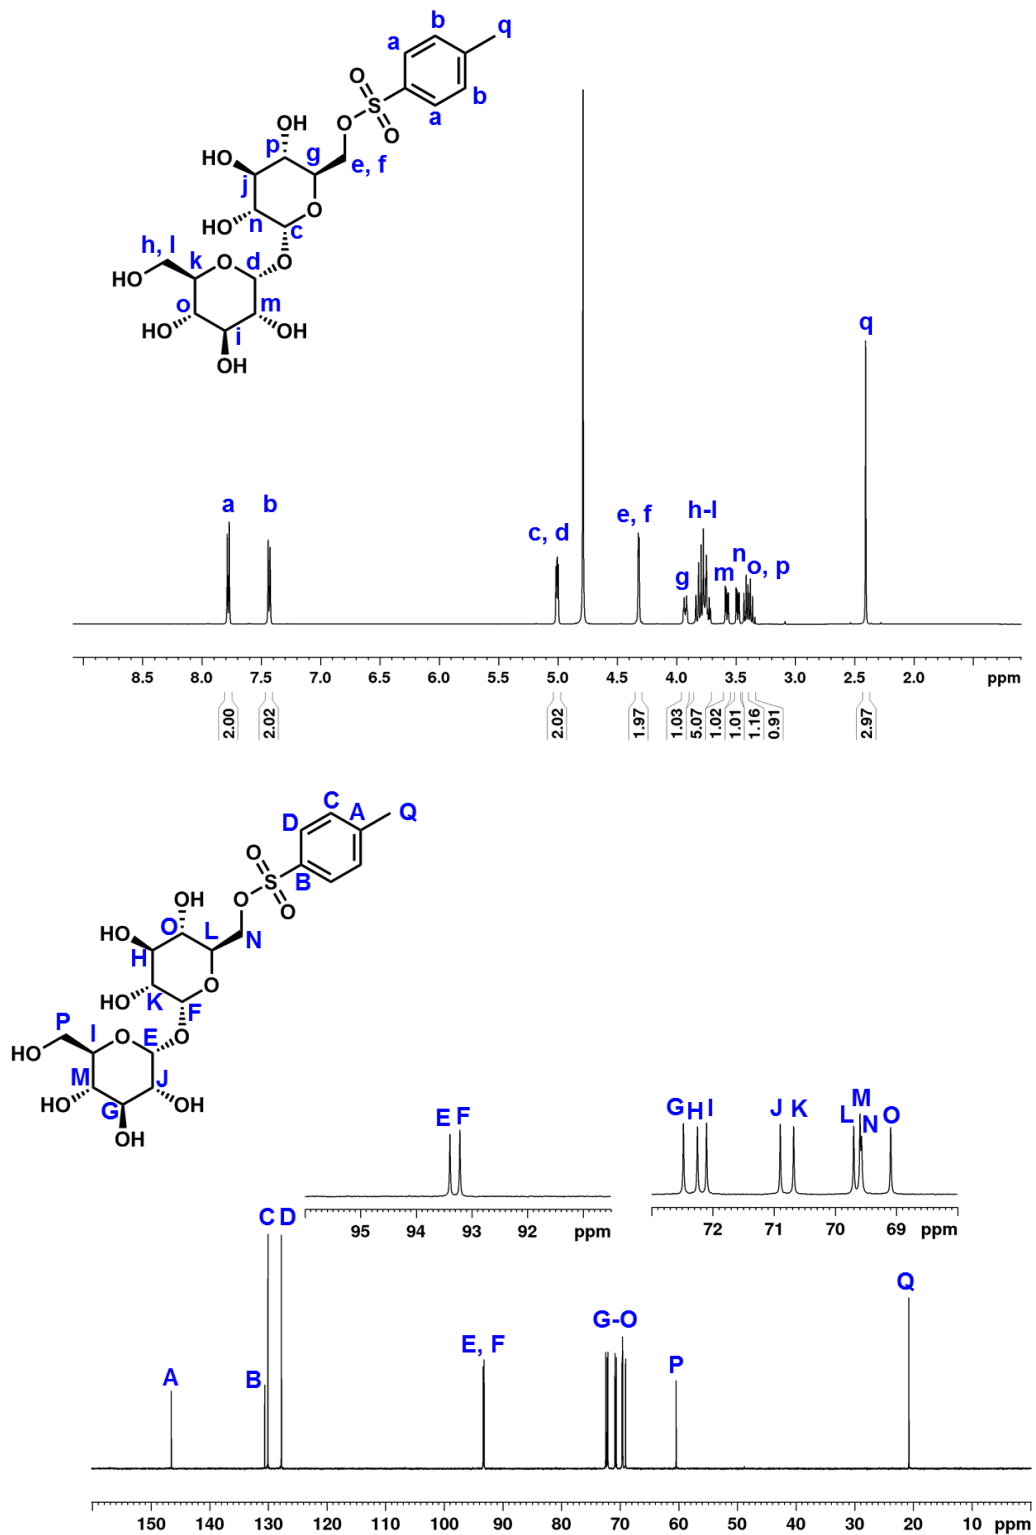 b
a
q
O
S
b
O
a
O
OH
p
g
e, f
HO
j
O
HO
n
c
h, l
k
O
d
O
HO
o
m
HO
i
OH
OH
q
a
b
c, d
e, f
h-l
g
m
n
o, p
8.5 8.0 7.5 7.0 6.5 6.0 5.5 5.0 4.5 4.0 3.5 3.0 2.5 2.0 ppm
2.00 2.02 2.02 1.97 1.03 5.07 1.02 1.01 1.16 0.91 2.97
C
A
Q
D
O
S
B
O
O
OH
O
L
N
HO
H
O
HO
K
F
P
I
O
E
O
HO
M
J
HO
G
OH
OH
E F
G H I J K L M N O
95 94 93 92 ppm
72 71 70 69 ppm
C D
A
B
E, F
G-O
P
Q
150 140 130 120 110 100 90 80 70 60 50 40 30 20 10 ppm